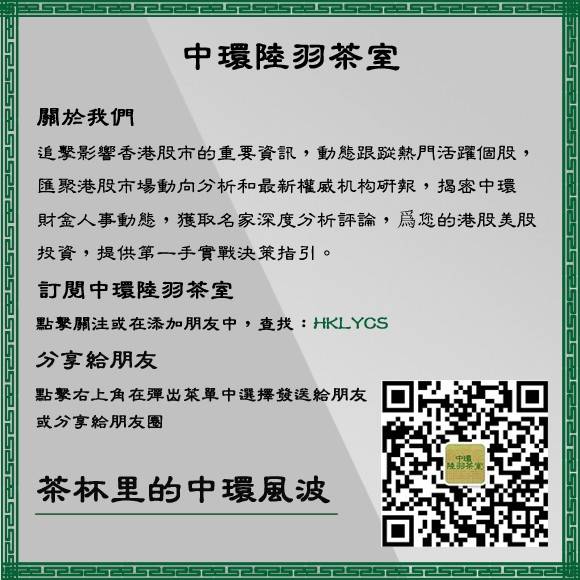 中環陸羽茶室
關於我們
追擊影響香港股市的重要資訊，動態跟蹤熱門活躍個股，
匯聚港股市場動向分析和最新權威机构研報，揭密中環
財金人事動態，獲取名家深度分析評論，爲您的港股美股
投資，提供第一手實戰決策指引。
訂閱中環陸羽茶室
點擊關注或在添加朋友中，查找：HKLYCS
分享給朋友
點擊右上角在彈出菜單中選擇發送給朋友
或分享給朋友圈
中環
陸羽茶室
茶杯里的中環風波